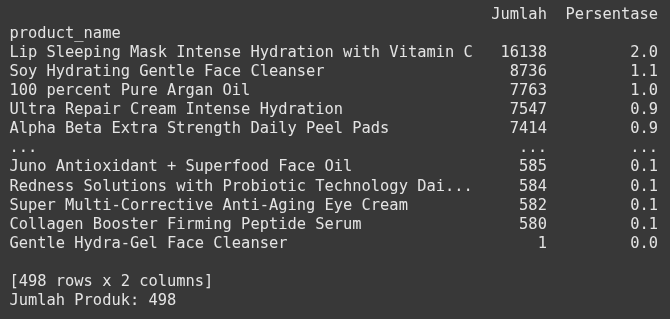 Jumlah Persentase
product_name
Lip Sleeping Mask Intense Hydration with Vitamin C 16138 2.0
Soy Hydrating Gentle Face Cleanser 8736 1.1
100 percent Pure Argan Oil 7763 1.0
Ultra Repair Cream Intense Hydration 7547 0.9
Alpha Beta Extra Strength Daily Peel Pads 7414 0.9
... ... ...
Juno Antioxidant + Superfood Face Oil 585 0.1
Redness Solutions with Probiotic Technology Dai... 584 0.1
Super Multi-Corrective Anti-Aging Eye Cream 582 0.1
Collagen Booster Firming Peptide Serum 580 0.1
Gentle Hydra-Gel Face Cleanser 1 0.0
[498 rows x 2 columns]
Jumlah Produk: 498